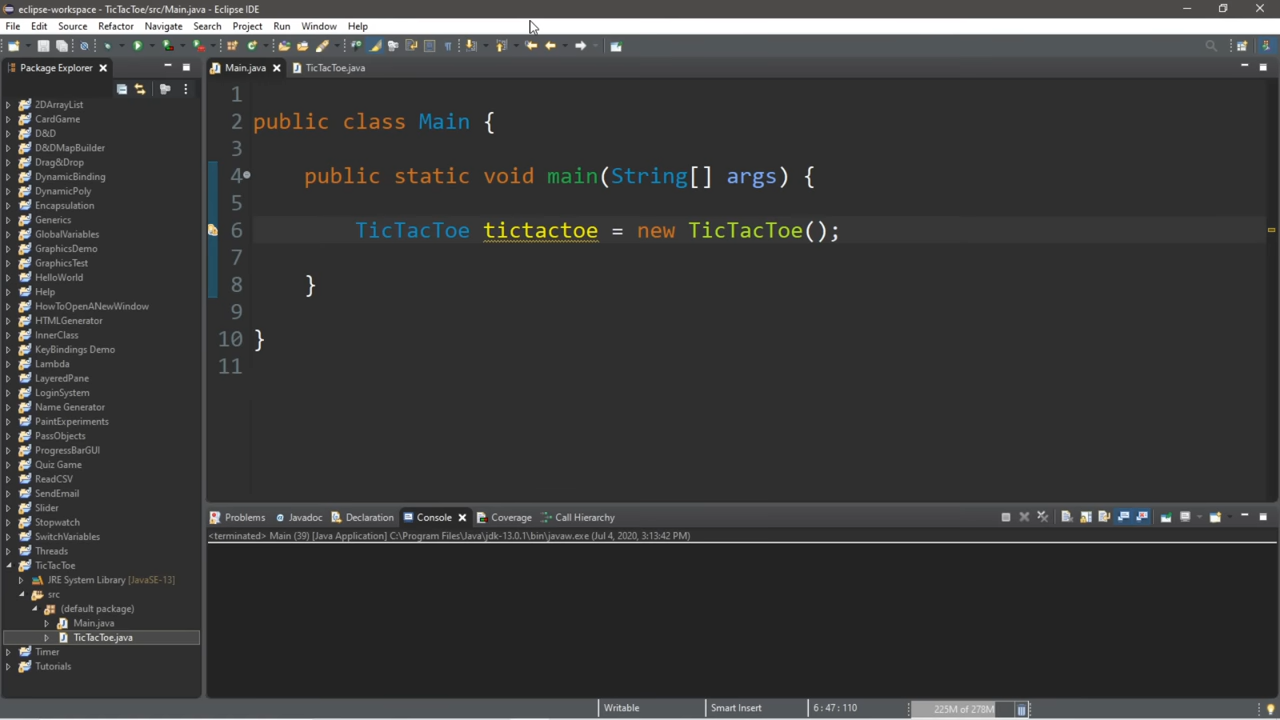 eclipse-workspace - TicTacToe/src/Main.java - Eclipse IDE
File Edit Source Refactor Navigate Search Project Run Window Help
Package Explorer
Main.java TicTacToe.java
2DArrayList
CardGame
D&D
D&DMapBuilder
Drag&Drop
DynamicBinding
DynamicPoly
Encapsulation
Generics
GlobalVariables
GraphicsDemo
GraphicsTest
HelloWorld
Help
HowToOpenANewWindow
HTMLGenerator
InnerClass
KeyBindings Demo
Lambda
LayeredPane
LoginSystem
Name Generator
PaintExperiments
PassObjects
ProgressBarGUI
Quiz Game
ReadCSV
SendEmail
Slider
Stopwatch
SwitchVariables
Threads
TicTacToe
JRE System Library [JavaSE-13]
src
(default package)
Main.java
TicTacToe.java
Timer
Tutorials
1
2 public class Main {
3
4 public static void main(String[] args) {
5
6 TicTacToe tictactoe = new TicTacToe();
7
8 }
9
10 }
11
Problems Javadoc Declaration Console Coverage Call Hierarchy
<terminated> Main (39) [Java Application] C:\Program Files\Java\jdk-13.0.1\bin\javaw.exe (Jul 4, 2020, 3:13:42 PM)
Writable Smart Insert 6 : 47 : 110 225M of 278M